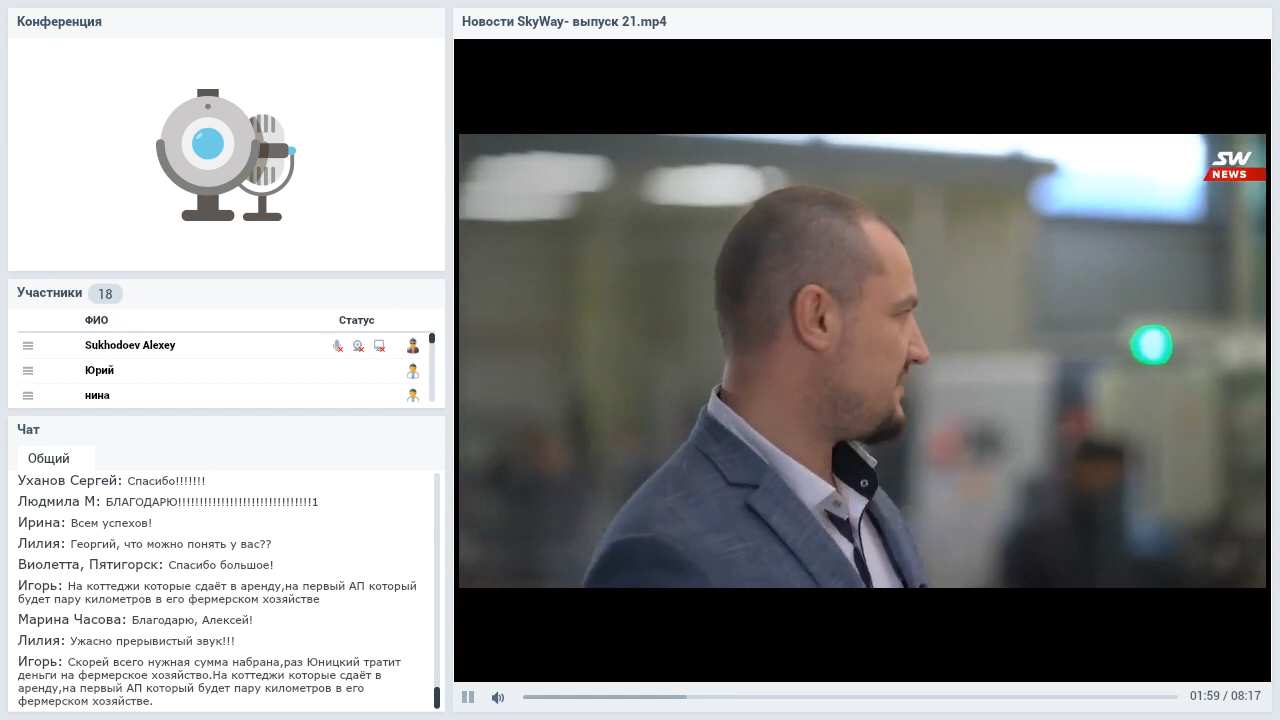 Конференция
Новости SkyWay- выпуск 21.mp4
SW
NEWS
Участники 18
ФИО Статус
Sukhodoev Alexey
Юрий
нина
Чат
Общий
Уханов Сергей: Спасибо!!!!!!!
Людмила М: БЛАГОДАРЮ!!!!!!!!!!!!!!!!!!!!!!!!!!!!!!!1
Ирина: Всем успехов!
Лилия: Георгий, что можно понять у вас??
Виолетта, Пятигорск: Спасибо большое!
Игорь: На коттеджи которые сдаёт в аренду,на первый АП который
будет пару километров в его фермерском хозяйстве
Марина Часова: Благодарю, Алексей!
Лилия: Ужасно прерывистый звук!!!
Игорь: Скорей всего нужная сумма набрана,раз Юницкий тратит
деньги на фермерское хозяйство.На коттеджи которые сдаёт в
аренду,на первый АП который будет пару километров в его
фермерском хозяйстве.
01:59 / 08:17